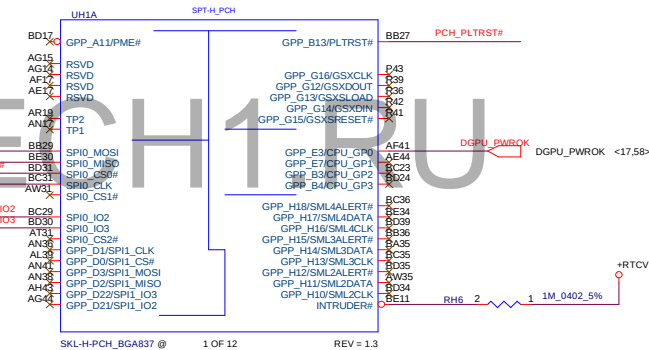 UH1A
SPT-H_PCH
BD17 GPP_A11/PME# GPP_B13/PLTRST# BB27 PCH_PLTRST#
AG15 RSVD
AG14 RSVD GPP_G16/GSXCLK P43
AF17 RSVD GPP_G12/GSXDOUT R39
AE17 RSVD GPP_G13/GSXSLOAD R36
GPP_G14/GSXDIN R42
AR19 TP2 GPP_G15/GSXSRESET# R41
AN17 TP1
DGPU_PWROK
BB29 SPI0_MOSI GPP_E3/CPU_GP0 AF41 DGPU_PWROK <17,58>
BE30 SPI0_MISO GPP_E7/CPU_GP1 AE44
# BD31 SPI0_CS0# GPP_B3/CPU_GP2 BC23
BC31 SPI0_CLK GPP_B4/CPU_GP3 BD24
AW31 SPI0_CS1#
GPP_H18/SML4ALERT# BC36
IO2 BC29 SPI0_IO2 GPP_H17/SML4DATA BE34
IO3 BD30 SPI0_IO3 GPP_H16/SML4CLK BD39
AT31 SPI0_CS2# GPP_H15/SML3ALERT# BB36
AN36 GPP_D1/SPI1_CLK GPP_H14/SML3DATA BA35
AL39 GPP_D0/SPI1_CS# GPP_H13/SML3CLK BC35
AN41 GPP_D3/SPI1_MOSI GPP_H12/SML2ALERT# BD35
AN38 GPP_D2/SPI1_MISO GPP_H11/SML2DATA AW35
AH43 GPP_D22/SPI1_IO3 GPP_H10/SML2CLK BD34
AG44 GPP_D21/SPI1_IO2 INTRUDER# BE11 RH6 2 1 1M_0402_5%
+RTCV
SKL-H-PCH_BGA837 @ 1 OF 12 REV = 1.3
ECH1.RU